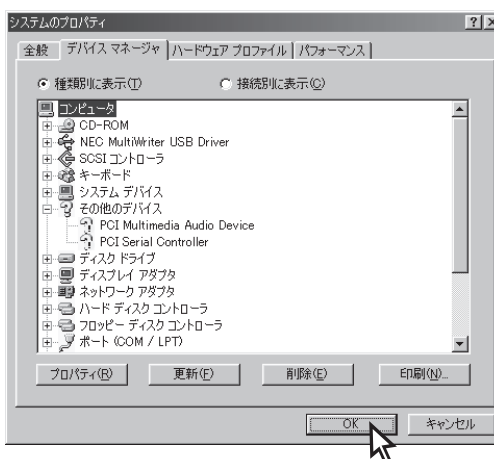 システムのプロパティ
全般 デバイス マネージャ ハードウェア プロファイル パフォーマンス
種類別に表示(T) 接続別に表示(C)
コンピュータ
CD-ROM
NEC MultiWriter USB Driver
SCSI コントローラ
キーボード
システム デバイス
その他のデバイス
PCI Multimedia Audio Device
PCI Serial Controller
ディスク ドライブ
ディスプレイ アダプタ
ネットワーク アダプタ
ハード ディスク コントローラ
フロッピー ディスク コントローラ
ポート (COM / LPT)
プロパティ(R) 更新(F) 削除(E) 印刷(N)...
OK キャンセル